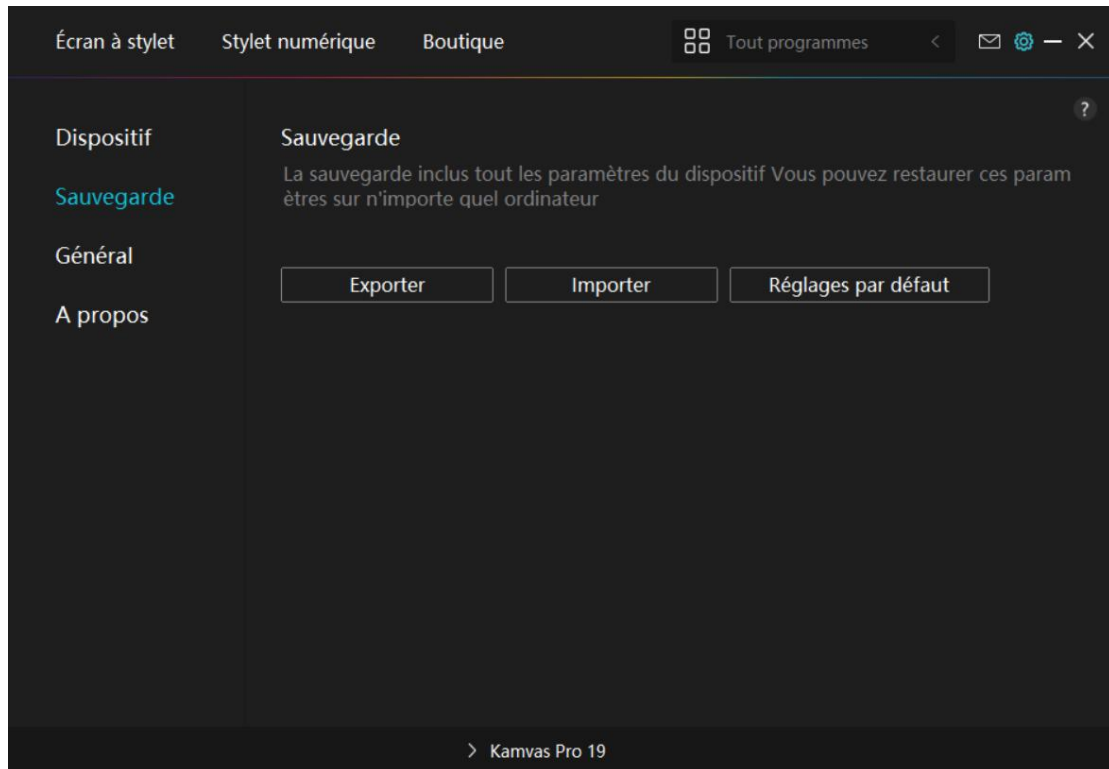 Écran à stylet Stylet numérique Boutique Tout programmes
?
Dispositif
Sauvegarde
Général
A propos
Sauvegarde
La sauvegarde inclus tout les paramètres du dispositif Vous pouvez restaurer ces param
ètres sur n'importe quel ordinateur
Exporter Importer Réglages par défaut
Kamvas Pro 19